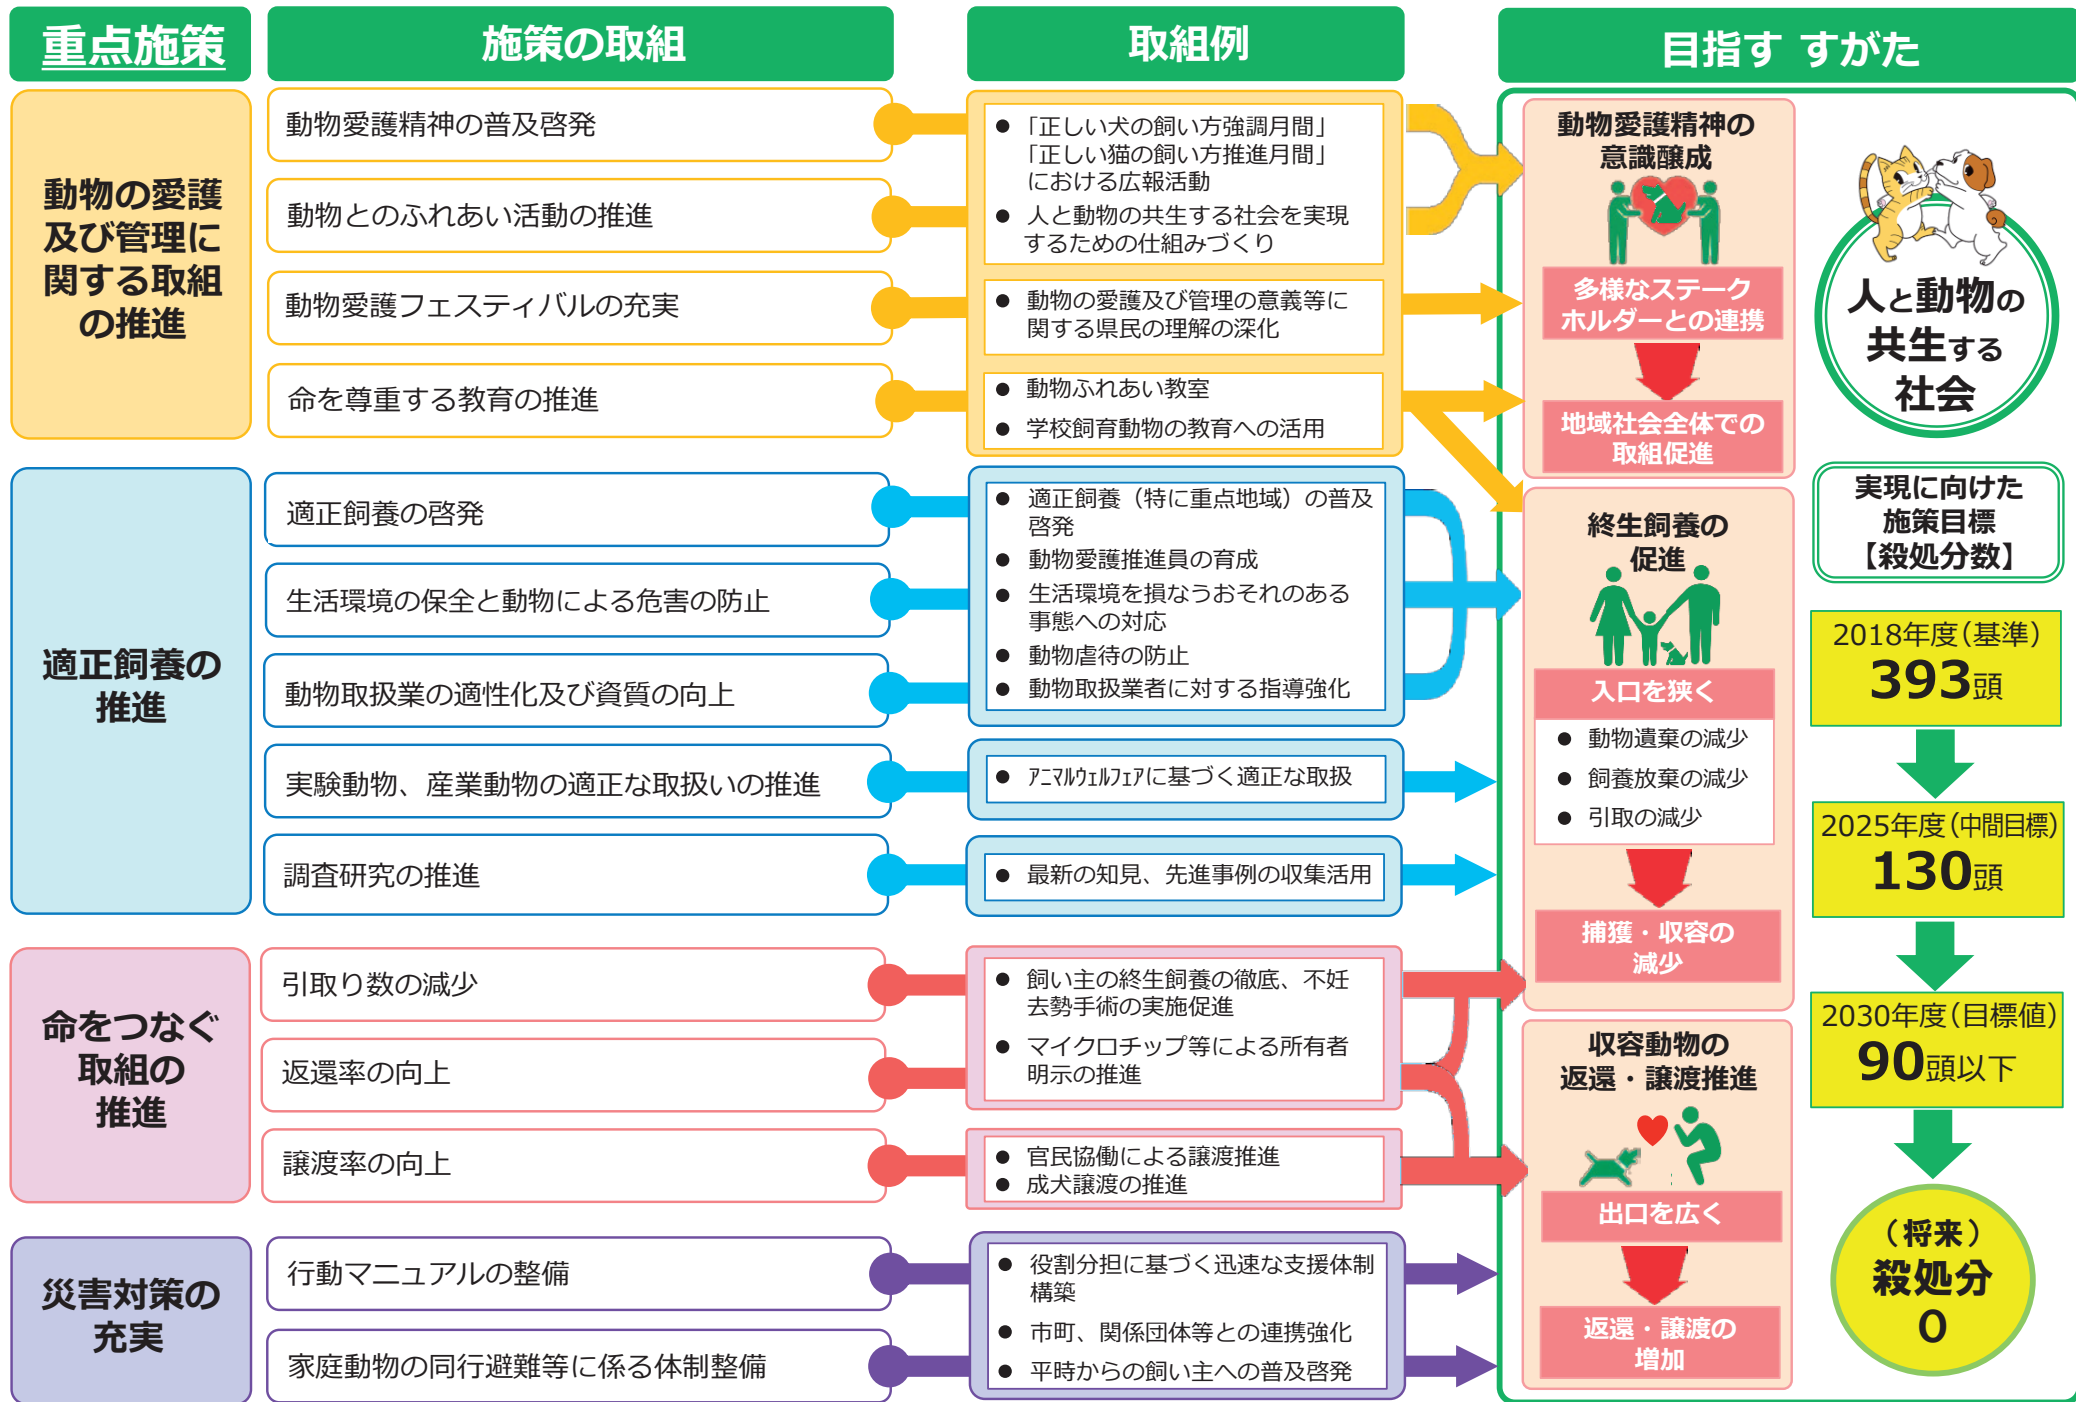 重点施策
施策の取組
取組例
目指す すがた
動物の愛護
及び管理に
関する取組
の推進
動物愛護精神の普及啓発
動物とのふれあい活動の推進
動物愛護フェスティバルの充実
命を尊重する教育の推進
● 「正しい犬の飼い方強調月間」
「正しい猫の飼い方推進月間」
における広報活動
● 人と動物の共生する社会を実現
するための仕組みづくり
● 動物の愛護及び管理の意義等に
関する県民の理解の深化
● 動物ふれあい教室
● 学校飼育動物の教育への活用
適正飼養の
推進
適正飼養の啓発
生活環境の保全と動物による危害の防止
動物取扱業の適性化及び資質の向上
実験動物、産業動物の適正な取扱いの推進
調査研究の推進
● 適正飼養（特に重点地域）の普及
啓発
● 動物愛護推進員の育成
● 生活環境を損なうおそれのある
事態への対応
● 動物虐待の防止
● 動物取扱業者に対する指導強化
● ｱﾆﾏﾙｳｪﾙﾌｪｱに基づく適正な取扱
● 最新の知見、先進事例の収集活用
命をつなぐ
取組の
推進
引取り数の減少
返還率の向上
譲渡率の向上
● 飼い主の終生飼養の徹底、不妊
去勢手術の実施促進
● マイクロチップ等による所有者
明示の推進
● 官民協働による譲渡推進
● 成犬譲渡の推進
災害対策の
充実
行動マニュアルの整備
家庭動物の同行避難等に係る体制整備
● 役割分担に基づく迅速な支援体制
構築
● 市町、関係団体等との連携強化
● 平時からの飼い主への普及啓発
動物愛護精神の
意識醸成
多様なステーク
ホルダーとの連携
地域社会全体での
取組促進
終生飼養の
促進
入口を狭く
● 動物遺棄の減少
● 飼養放棄の減少
● 引取の減少
捕獲・収容の
減少
収容動物の
返還・譲渡推進
出口を広く
返還・譲渡の
増加
人と動物の
共生する
社会
実現に向けた
施策目標
【殺処分数】
2018年度（基準）
393頭
2025年度（中間目標）
130頭
2030年度（目標値）
90頭以下
（将来）
殺処分
0